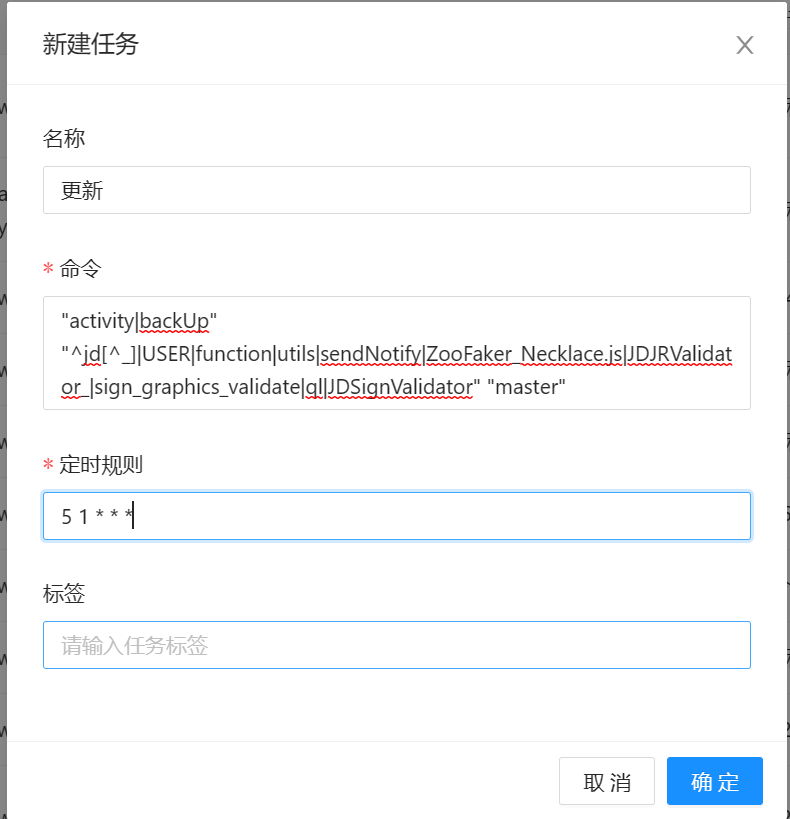 新建任务
名称
更新
* 命令
"activity|backUp"
"^jd[^_]|USER|function|utils|sendNotify|ZooFaker_Necklace.js|JDJRValidat
or_|sign_graphics_validate|ql|JDSignValidator" "master"
* 定时规则
5 1 * * *
标签
请输入任务标签
取 消
确 定